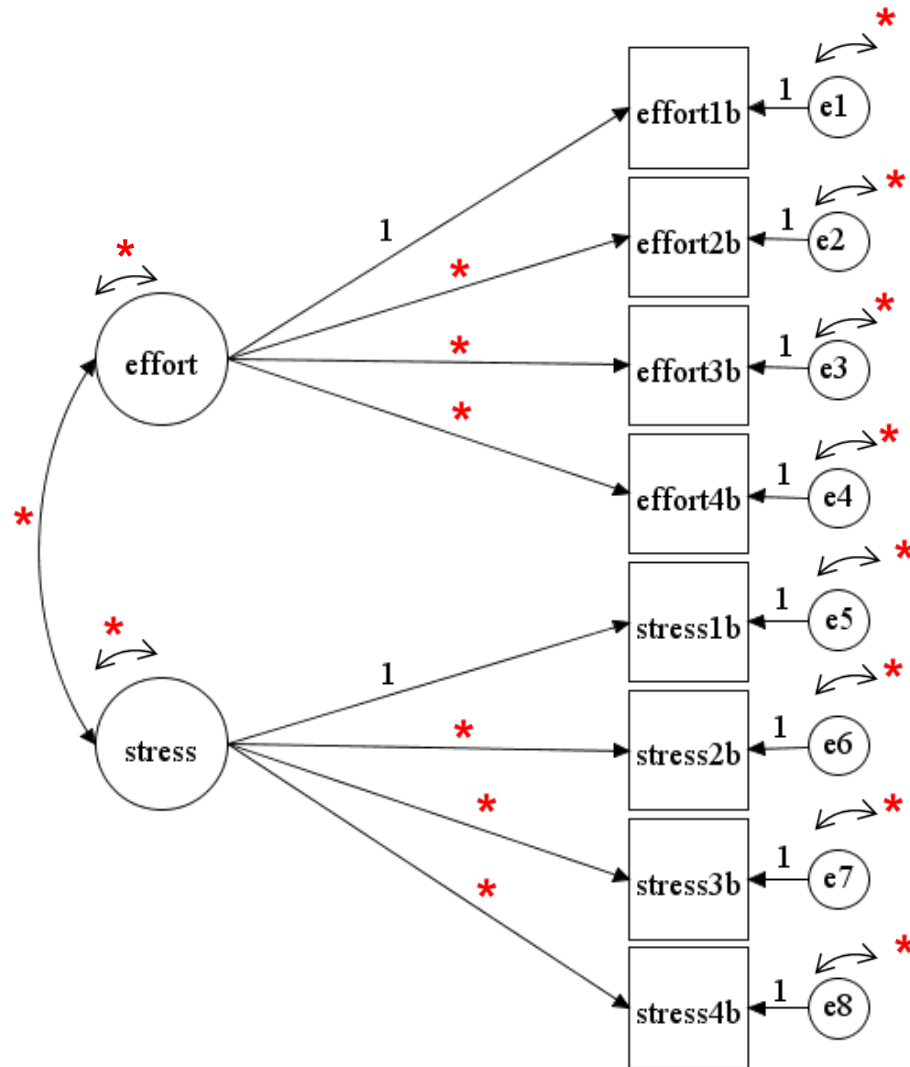 *
effort1b
1
e1
*
1
effort2b
1
e2
*
*
*
effort
*
effort3b
1
e3
*
*
effort4b
1
e4
*
*
*
stress1b
1
e5
*
1
stress
*
stress2b
1
e6
*
*
stress3b
1
e7
*
*
stress4b
1
e8
*